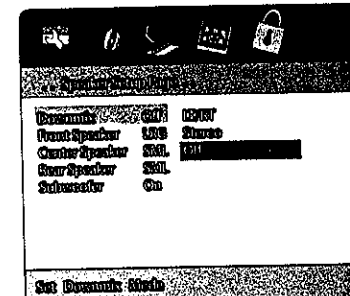 Speaker Setup Page
Downmix Off LT/RT
Front Speaker LRG Stereo
Center Speaker SML Off
Rear Speaker SML
Subwoofer On
Set Downmix Mode